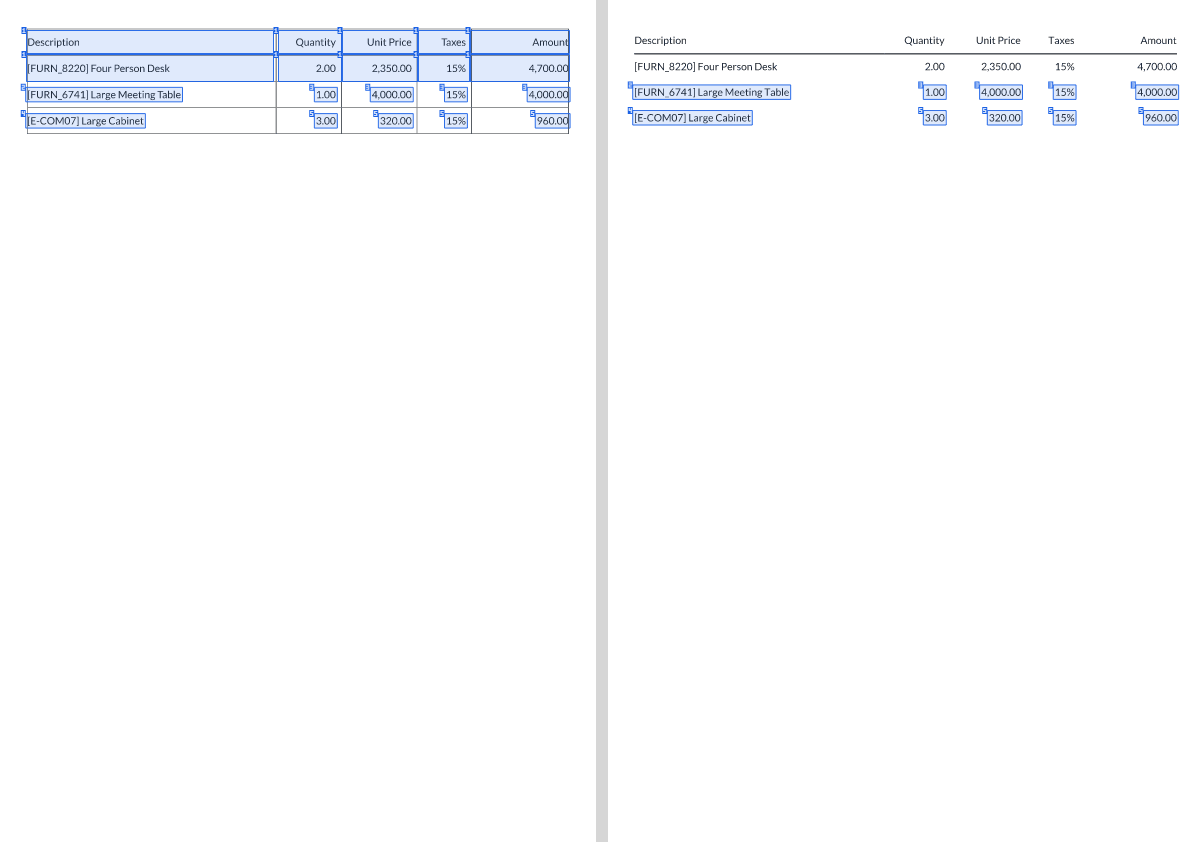 Description Quantity Unit Price Taxes Amount
[FURN_8220] Four Person Desk 2.00 2,350.00 15% 4,700.00
[FURN_6741] Large Meeting Table 1.00 4,000.00 15% 4,000.00
[E-COM07] Large Cabinet 3.00 320.00 15% 960.00
Description Quantity Unit Price Taxes Amount
[FURN_8220] Four Person Desk 2.00 2,350.00 15% 4,700.00
[FURN_6741] Large Meeting Table 1.00 4,000.00 15% 4,000.00
[E-COM07] Large Cabinet 3.00 320.00 15% 960.00